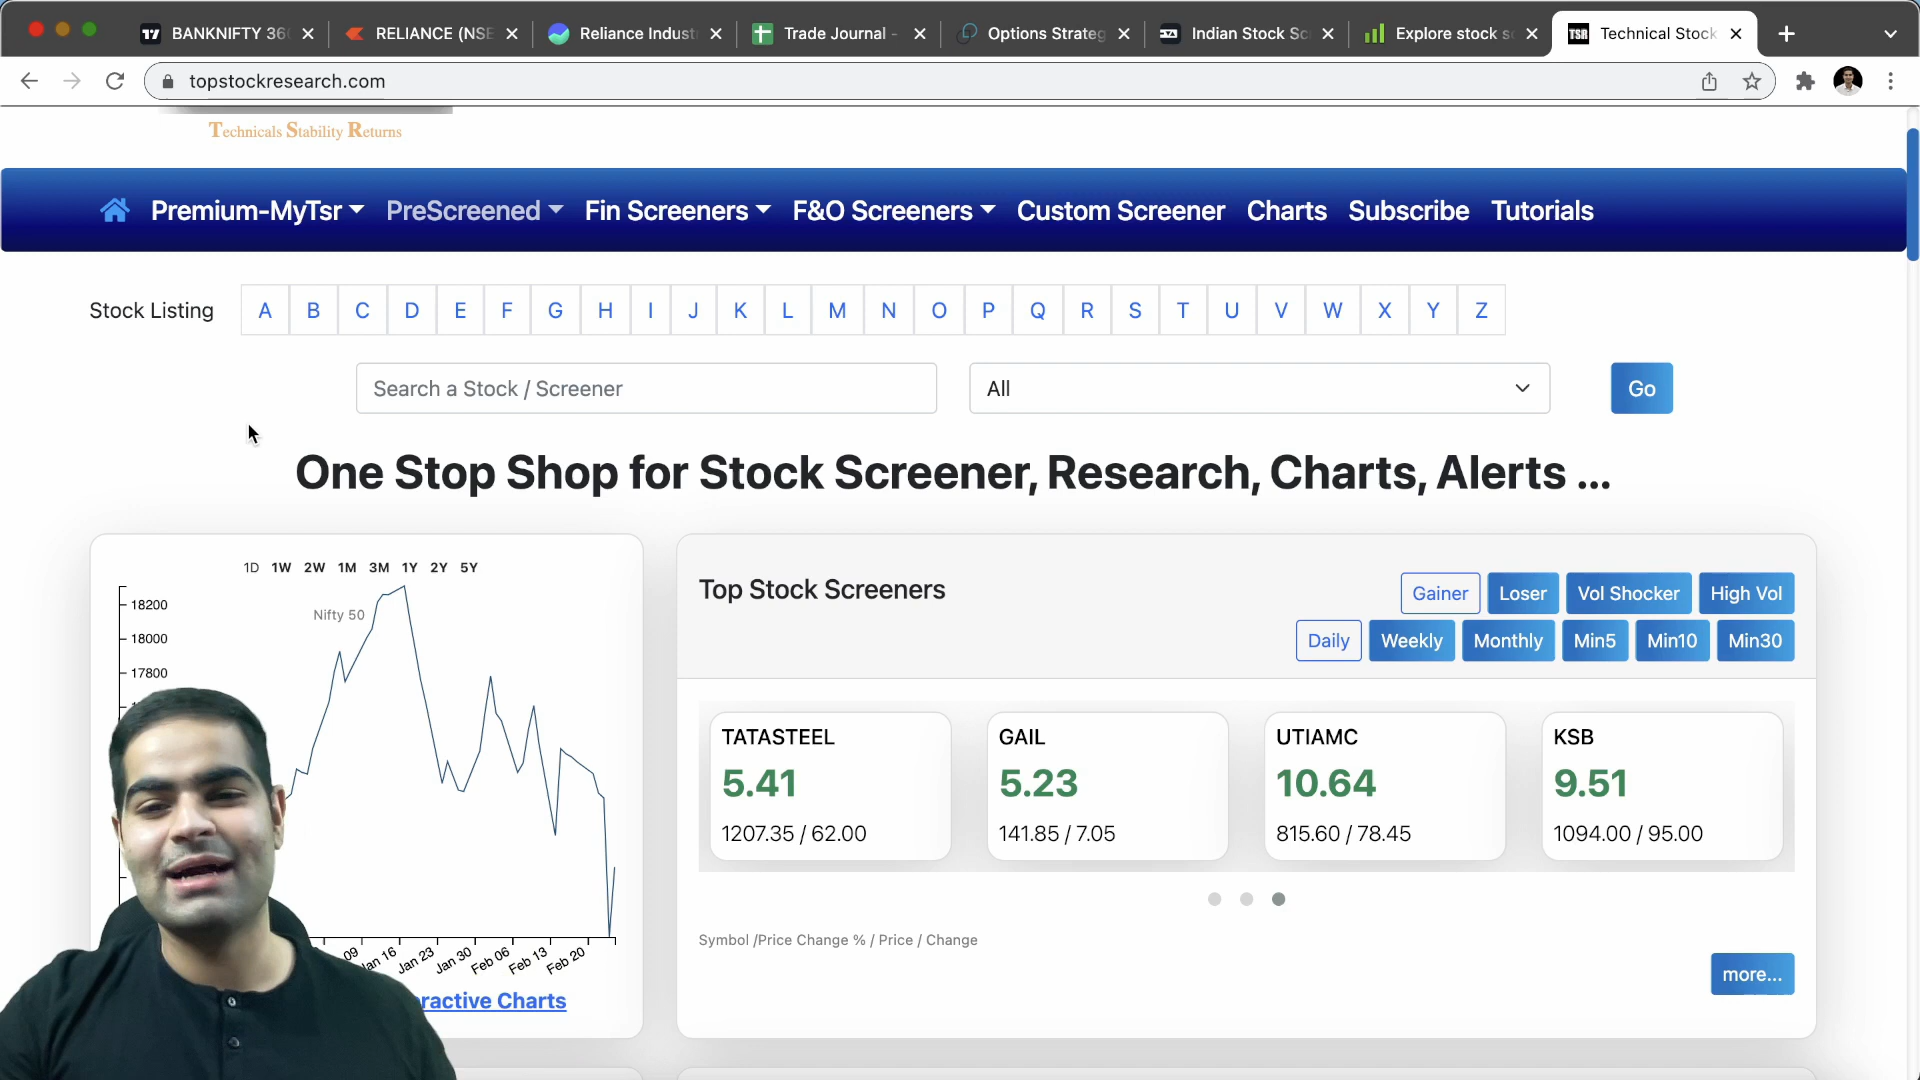 BANKNIFTY 36
RELIANCE (NSE
Reliance Indust
Trade Journal -
Options Strateg
Indian Stock Sc
Explore stock s
TSR Technical Stock
topstockresearch.com
Technicals Stability Returns
Premium-MyTsr PreScreened Fin Screeners F&O Screeners Custom Screener Charts Subscribe Tutorials
Stock Listing A B C D E F G H I J K L M N O P Q R S T U V W X Y Z
Search a Stock / Screener
All
Go
One Stop Shop for Stock Screener, Research, Charts, Alerts ...
1D 1W 2W 1M 3M 1Y 2Y 5Y
Nifty 50
18200
18000
17800
09
Jan 16
Jan 23
Jan 30
Feb 06
Feb 13
Feb 20
ractive Charts
Top Stock Screeners
Gainer Loser Vol Shocker High Vol
Daily Weekly Monthly Min5 Min10 Min30
TATASTEEL
5.41
1207.35 / 62.00
GAIL
5.23
141.85 / 7.05
UTIAMC
10.64
815.60 / 78.45
KSB
9.51
1094.00 / 95.00
Symbol /Price Change % / Price / Change
more...